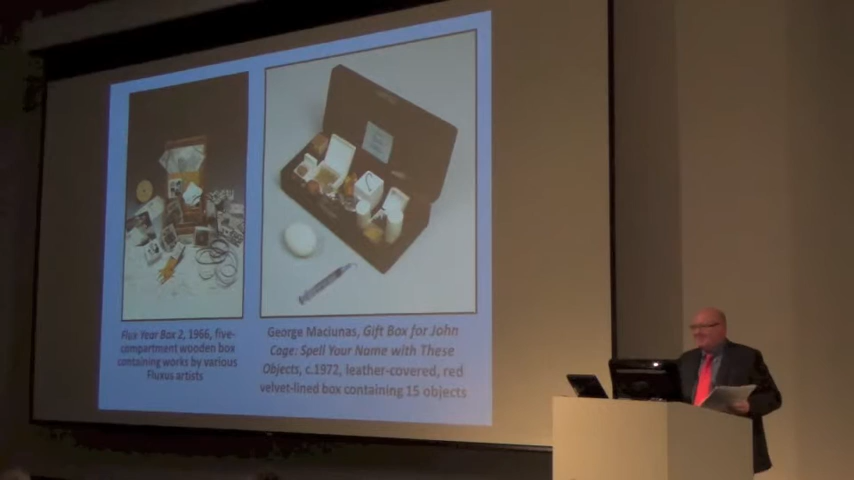 Flux Year Box 2, 1966, five-
compartment wooden box
containing works by various
Fluxus artists
George Maciunas, Gift Box for John
Cage: Spell Your Name with These
Objects, c.1972, leather-covered, red
velvet-lined box containing 15 objects